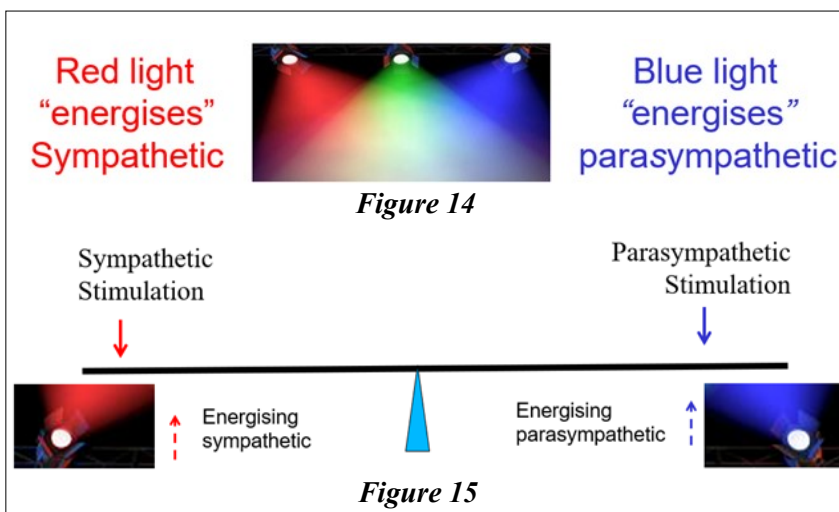 Red light
“energises”
Sympathetic
Blue light
“energises”
parasympathetic
Figure 14
Sympathetic
Stimulation
Parasympathetic
Stimulation
Energising
sympathetic
Energising
parasympathetic
Figure 15